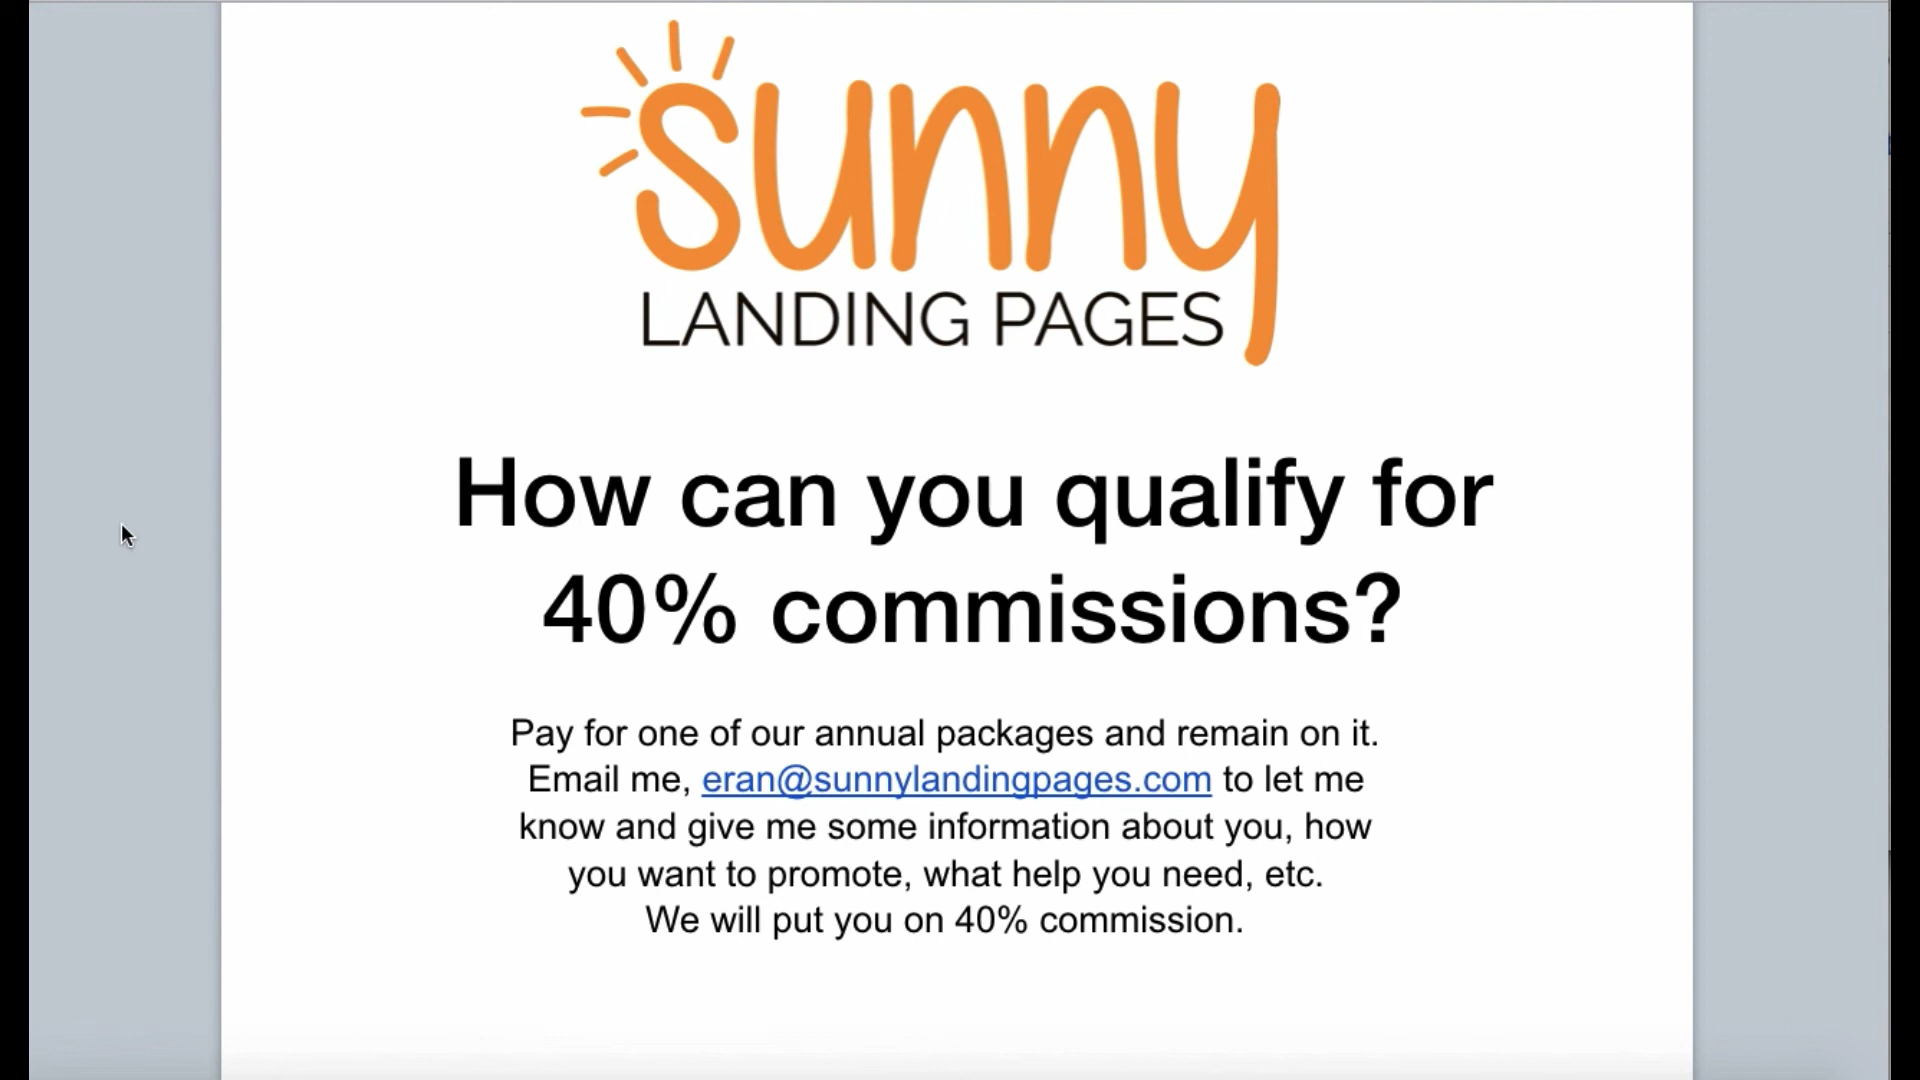 sunny
LANDING PAGES
How can you qualify for
40% commissions?
Pay for one of our annual packages and remain on it.
Email me, eran@sunnylandingpages.com to let me
know and give me some information about you, how
you want to promote, what help you need, etc.
We will put you on 40% commission.